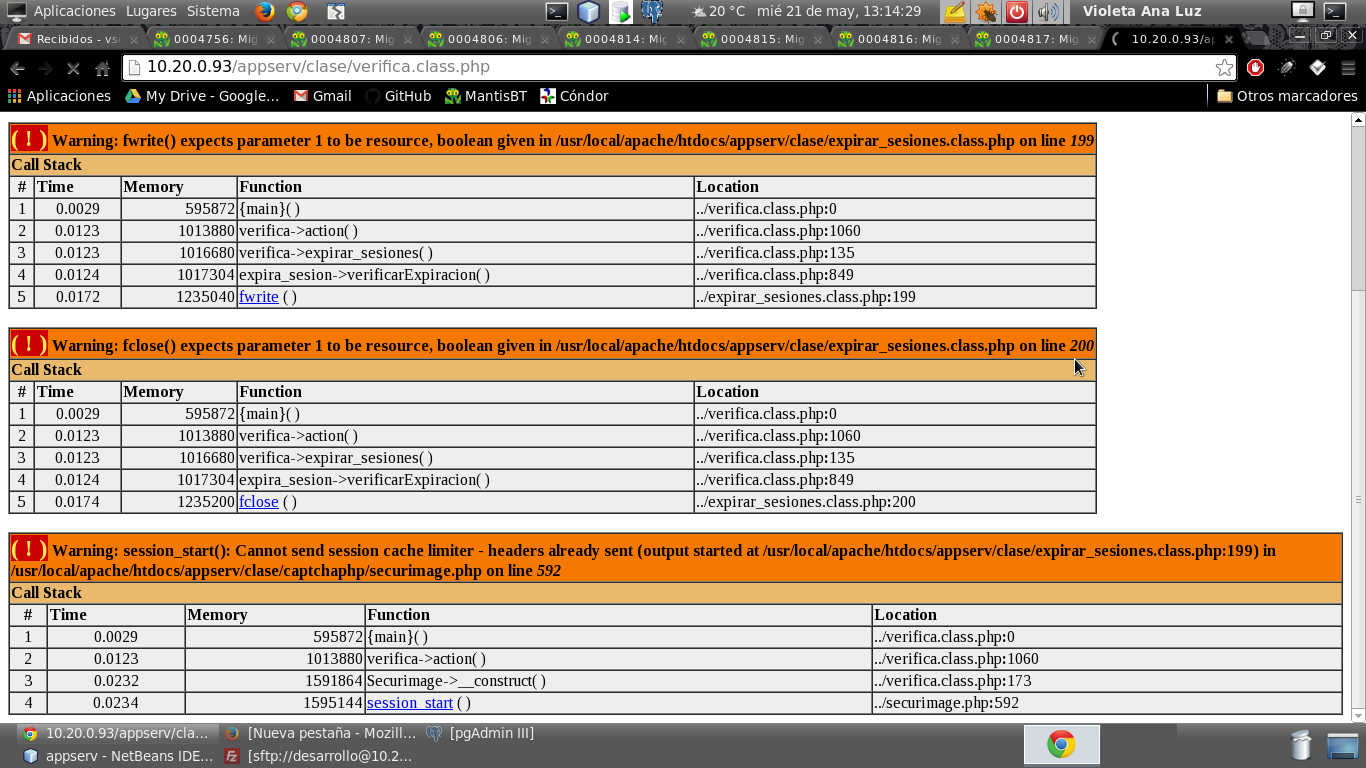 Aplicaciones Lugares Sistema 20 °C mié 21 de may, 13:14:29 Violeta Ana Luz
Recibidos - vs 0004756: Mig 0004807: Mig 0004806: Mig 0004814: Mig 0004815: Mig 0004816: Mig 0004817: Mig 10.20.0.93/ap
10.20.0.93/appserv/clase/verifica.class.php
Aplicaciones My Drive - Google... Gmail GitHub MantisBT Cóndor Otros marcadores
( ! ) Warning: fwrite() expects parameter 1 to be resource, boolean given in /usr/local/apache/htdocs/appserv/clase/expirar_sesiones.class.php on line 199
Call Stack
# Time Memory Function Location
1 0.0029 595872 {main}( ) ../verifica.class.php:0
2 0.0123 1013880 verifica->action( ) ../verifica.class.php:1060
3 0.0123 1016680 verifica->expirar_sesiones( ) ../verifica.class.php:135
4 0.0124 1017304 expira_sesion->verificarExpiracion( ) ../verifica.class.php:849
5 0.0172 1235040 fwrite ( ) ../expirar_sesiones.class.php:199
( ! ) Warning: fclose() expects parameter 1 to be resource, boolean given in /usr/local/apache/htdocs/appserv/clase/expirar_sesiones.class.php on line 200
Call Stack
# Time Memory Function Location
1 0.0029 595872 {main}( ) ../verifica.class.php:0
2 0.0123 1013880 verifica->action( ) ../verifica.class.php:1060
3 0.0123 1016680 verifica->expirar_sesiones( ) ../verifica.class.php:135
4 0.0124 1017304 expira_sesion->verificarExpiracion( ) ../verifica.class.php:849
5 0.0174 1235200 fclose ( ) ../expirar_sesiones.class.php:200
( ! ) Warning: session_start(): Cannot send session cache limiter - headers already sent (output started at /usr/local/apache/htdocs/appserv/clase/expirar_sesiones.class.php:199) in
/usr/local/apache/htdocs/appserv/clase/captchaphp/securimage.php on line 592
Call Stack
# Time Memory Function Location
1 0.0029 595872 {main}( ) ../verifica.class.php:0
2 0.0123 1013880 verifica->action( ) ../verifica.class.php:1060
3 0.0232 1591864 Securimage->__construct( ) ../verifica.class.php:173
4 0.0234 1595144 session_start ( ) ../securimage.php:592
10.20.0.93/appserv/cla... [Nueva pestaña - Mozill... [pgAdmin III]
appserv - NetBeans IDE... [sftp://desarrollo@10.2...